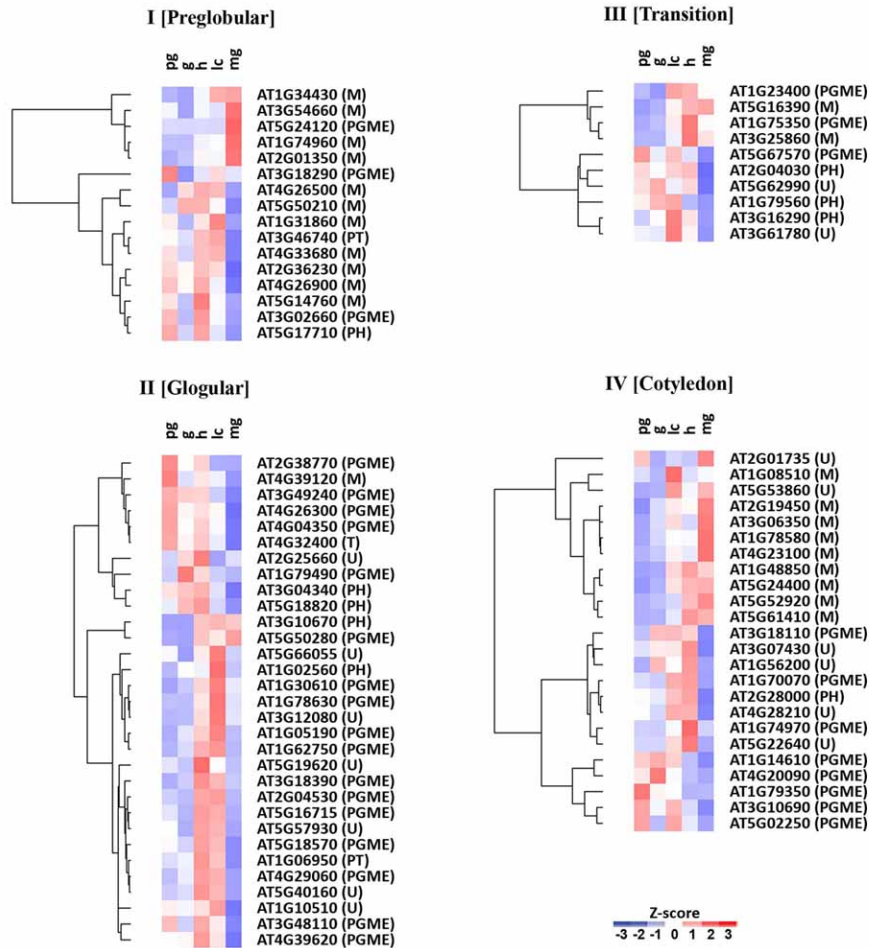 I [Preglobular]
pg g h lc mg
AT1G34430 (M)
AT3G54660 (M)
AT5G24120 (PGME)
AT1G74960 (M)
AT2G01350 (M)
AT3G18290 (PGME)
AT4G26500 (M)
AT5G50210 (M)
AT1G31860 (M)
AT3G46740 (PT)
AT4G33680 (M)
AT2G36230 (M)
AT4G26900 (M)
AT5G14760 (M)
AT3G02660 (PGME)
AT5G17710 (PH)
III [Transition]
pg g lc h mg
AT1G23400 (PGME)
AT5G16390 (M)
AT1G75350 (PGME)
AT3G25860 (M)
AT5G67570 (PGME)
AT2G04030 (PH)
AT5G62990 (U)
AT1G79560 (PH)
AT3G16290 (PH)
AT3G61780 (U)
II [Glogular]
pg g h lc mg
AT2G38770 (PGME)
AT4G39120 (M)
AT3G49240 (PGME)
AT4G26300 (PGME)
AT4G04350 (PGME)
AT4G32400 (T)
AT2G25660 (U)
AT1G79490 (PGME)
AT3G04340 (PH)
AT5G18820 (PH)
AT3G10670 (PH)
AT5G50280 (PGME)
AT5G66055 (U)
AT1G02560 (PH)
AT1G30610 (PGME)
AT1G78630 (PGME)
AT3G12080 (U)
AT1G05190 (PGME)
AT1G62750 (PGME)
AT5G19620 (U)
AT3G18390 (PGME)
AT2G04530 (PGME)
AT5G16715 (PGME)
AT5G57930 (U)
AT5G18570 (PGME)
AT1G06950 (PT)
AT4G29060 (PGME)
AT5G40160 (U)
AT1G10510 (U)
AT3G48110 (PGME)
AT4G39620 (PGME)
IV [Cotyledon]
pg g lc h mg
AT2G01735 (U)
AT1G08510 (M)
AT5G53860 (U)
AT2G19450 (M)
AT3G06350 (M)
AT1G78580 (M)
AT4G23100 (M)
AT1G48850 (M)
AT5G24400 (M)
AT5G52920 (M)
AT5G61410 (M)
AT3G18110 (PGME)
AT3G07430 (U)
AT1G56200 (U)
AT1G70070 (PGME)
AT2G28000 (PH)
AT4G28210 (U)
AT1G74970 (PGME)
AT5G22640 (U)
AT1G14610 (PGME)
AT4G20090 (PGME)
AT1G79350 (PGME)
AT3G10690 (PGME)
AT5G02250 (PGME)
Z-score
-3 -2 -1 0 1 2 3